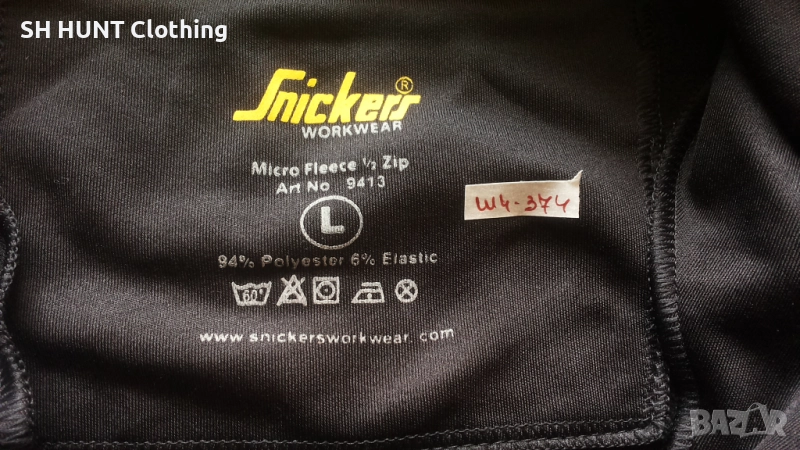 SH HUNT Clothing
Snickers®
WORKWEAR
Micro Fleece ½ Zip
Art No 9413
L
94% Polyester 6% Elastic
60°
www.snickersworkwear.com
ш4-374
BAZAR